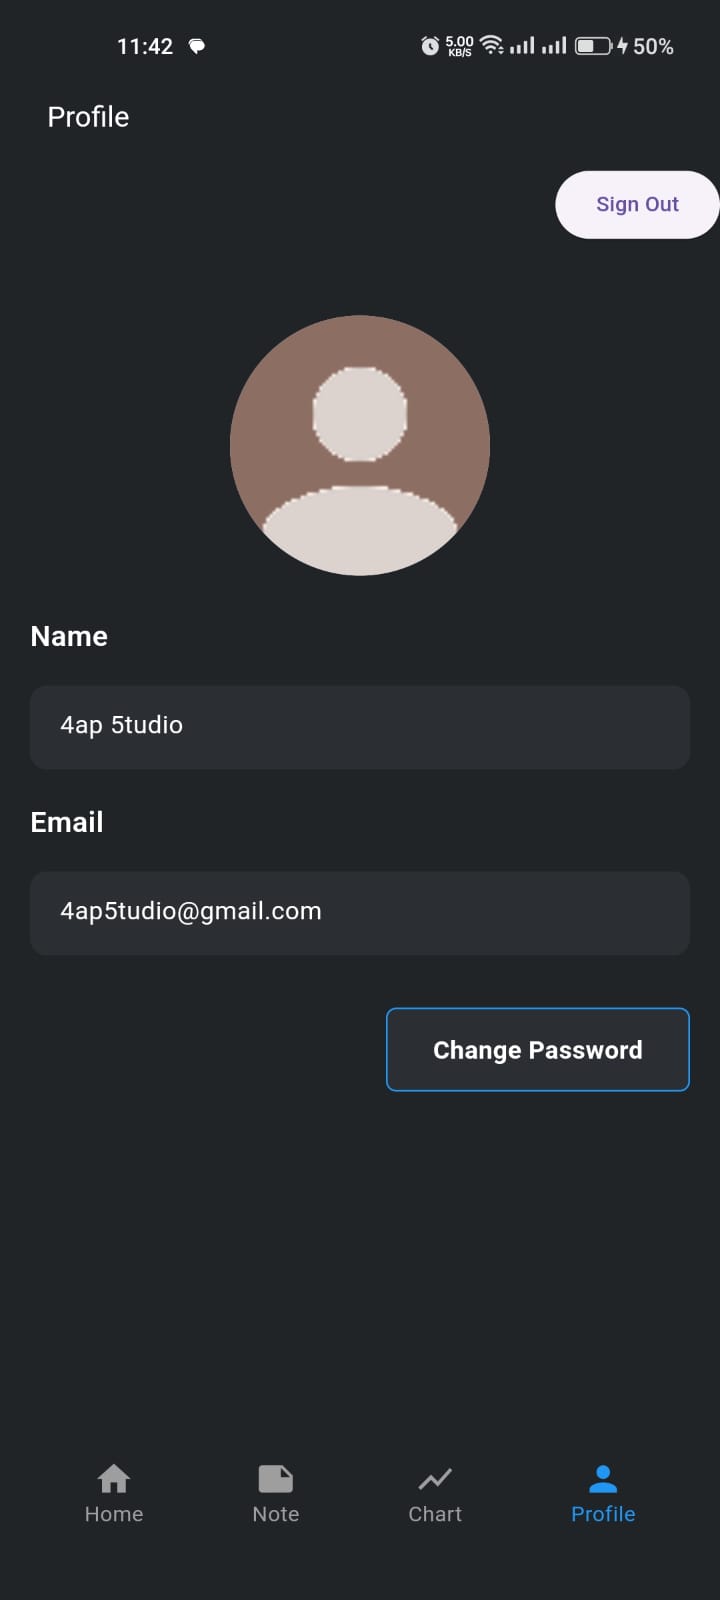 11:42 5.00 KB/S 50%
Profile
Sign Out
Name
4ap 5tudio
Email
4ap5tudio@gmail.com
Change Password
Home Note Chart Profile